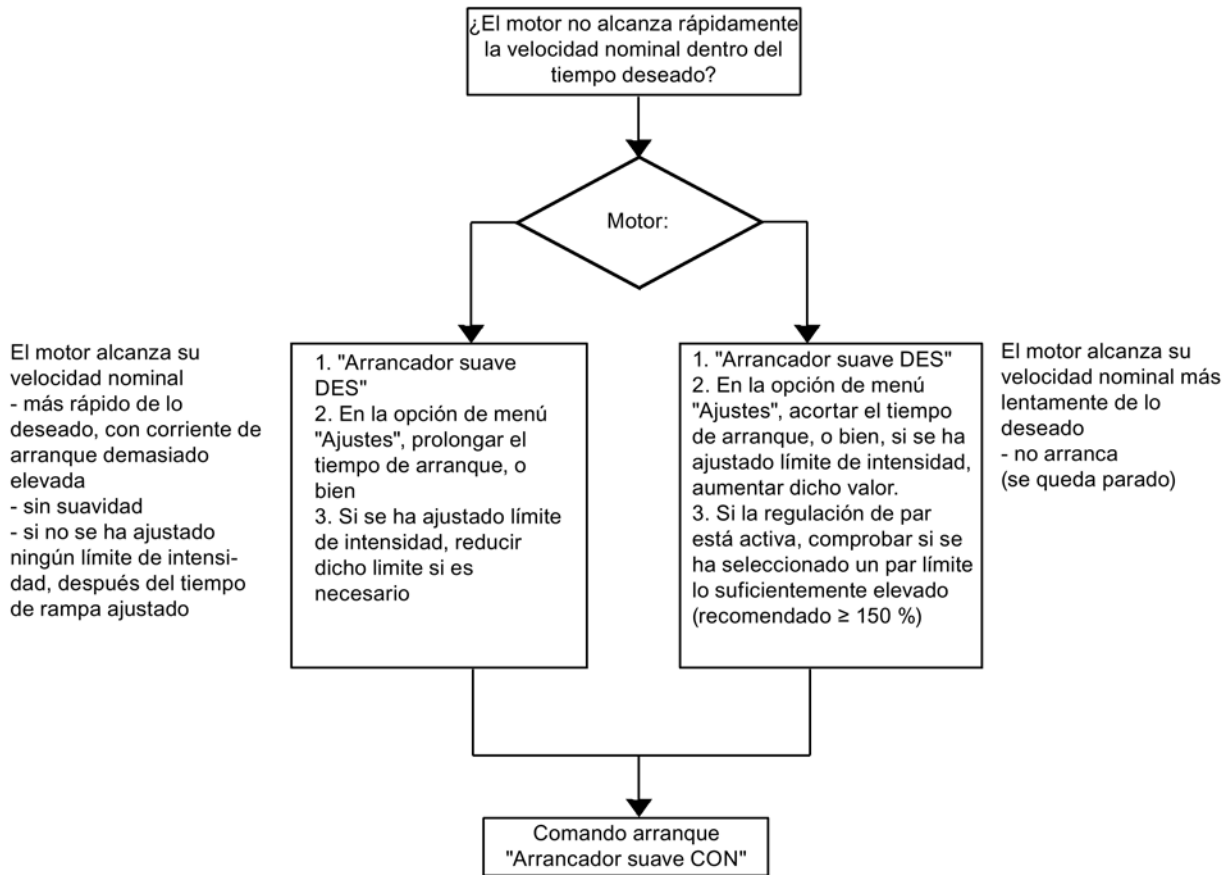 ¿El motor no alcanza rápidamente
la velocidad nominal dentro del
tiempo deseado?
Motor:
El motor alcanza su
velocidad nominal
- más rápido de lo
deseado, con corriente de
arranque demasiado
elevada
- sin suavidad
- si no se ha ajustado
ningún límite de intensi-
dad, después del tiempo
de rampa ajustado
1. "Arrancador suave
DES"
2. En la opción de menú
"Ajustes", prolongar el
tiempo de arranque, o
bien
3. Si se ha ajustado límite
de intensidad, reducir
dicho limite si es
necesario
1. "Arrancador suave DES"
2. En la opción de menú
"Ajustes", acortar el tiempo
de arranque, o bien, si se ha
ajustado límite de intensidad,
aumentar dicho valor.
3. Si la regulación de par
está activa, comprobar si se
ha seleccionado un par límite
lo suficientemente elevado
(recomendado ≥ 150 %)
El motor alcanza su
velocidad nominal más
lentamente de lo
deseado
- no arranca
(se queda parado)
Comando arranque
"Arrancador suave CON"